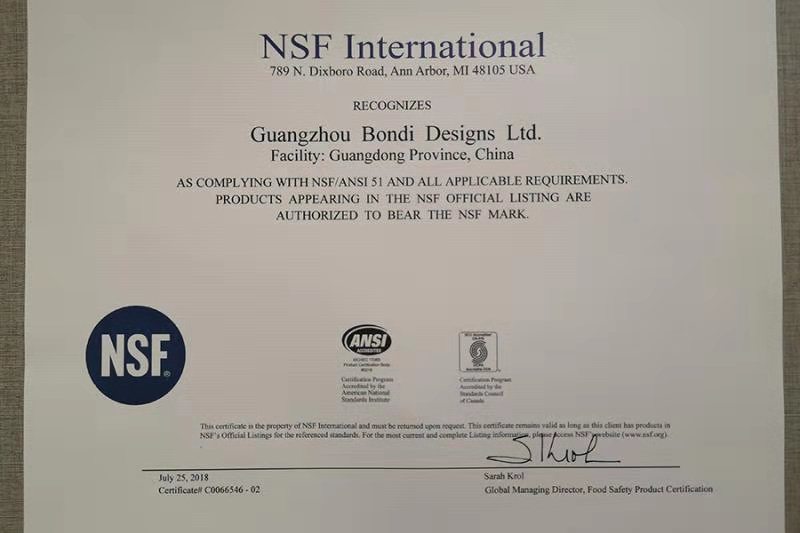 NSF International
789 N. Dixboro Road, Ann Arbor, MI 48105 USA
RECOGNIZES
Guangzhou Bondi Designs Ltd.
Facility: Guangdong Province, China
AS COMPLYING WITH NSF/ANSI 51 AND ALL APPLICABLE REQUIREMENTS.
PRODUCTS APPEARING IN THE NSF OFFICIAL LISTING ARE
AUTHORIZED TO BEAR THE NSF MARK.
NSF®
ANSI
ACCREDITED
Product Certification Body
Certification Program
Accredited by the
American National
Standards Institute
Certification Program
Accredited by the
Standards Council
of Canada
This certificate is the property of NSF International and must be returned upon request. This certificate remains valid as long as this client has products in
NSF's Official Listings for the referenced standards. For the most current and complete Listing information, please access NSF's website (www.nsf.org).
S Krol
July 25, 2018
Certificate# C0066546 - 02
Sarah Krol
Global Managing Director, Food Safety Product Certification